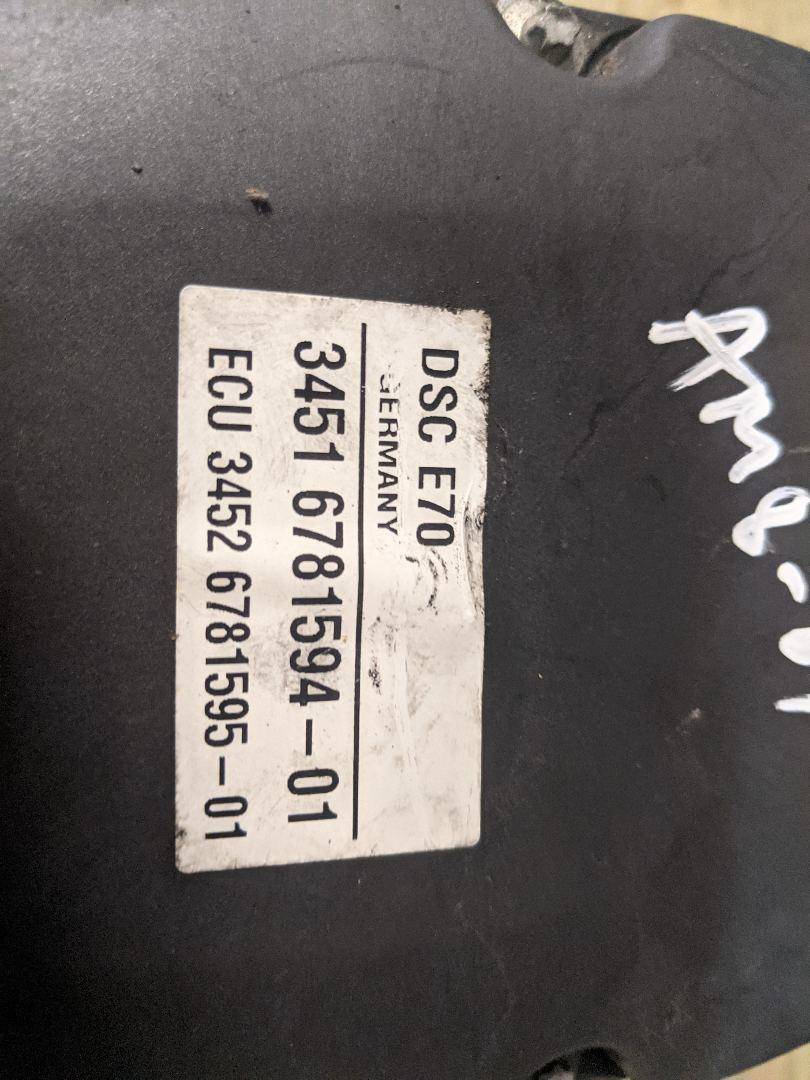 DSC E70
GERMANY
3451 6781594-01
ECU 3452 6781595-01